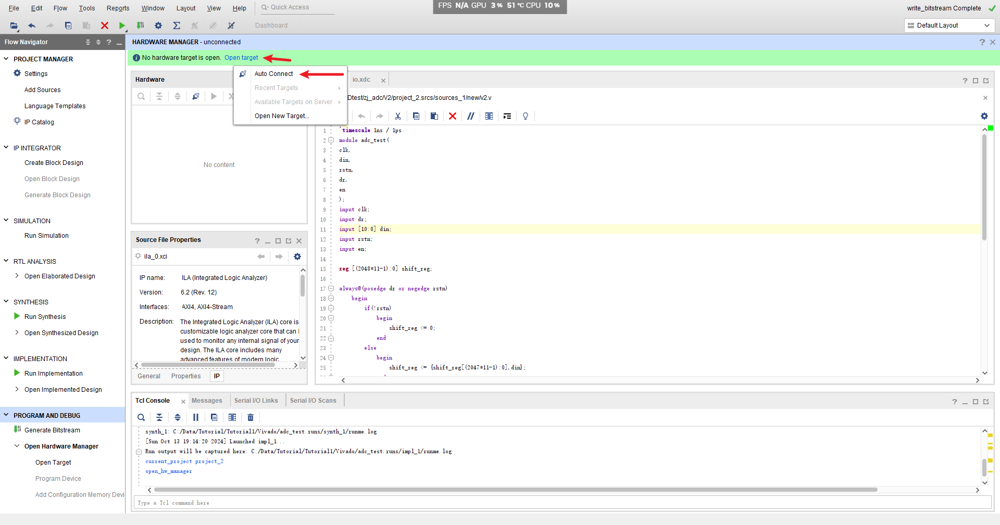 File Edit Flow Tools Reports Window Layout View Help Quick Access
FPS N/A GPU 3 % 51 °C CPU 10 %
write_bitstream Complete
Dashboard
Default Layout
Flow Navigator
HARDWARE MANAGER - unconnected
No hardware target is open. Open target
PROJECT MANAGER
Settings
Add Sources
Language Templates
IP Catalog
IP INTEGRATOR
Create Block Design
Open Block Design
Generate Block Design
SIMULATION
Run Simulation
RTL ANALYSIS
Open Elaborated Design
SYNTHESIS
Run Synthesis
Open Synthesized Design
IMPLEMENTATION
Run Implementation
Open Implemented Design
PROGRAM AND DEBUG
Generate Bitstream
Open Hardware Manager
Open Target
Program Device
Add Configuration Memory Devi
Hardware
No content
Auto Connect
Recent Targets
Available Targets on Server
Open New Target...
Source File Properties
ila_0.xci
IP name: ILA (Integrated Logic Analyzer)
Version: 6.2 (Rev. 12)
Interfaces: AXI4, AXI4-Stream
Description: The Integrated Logic Analyzer (ILA) core is
customizable logic analyzer core that can
used to monitor any internal signal of your
design. The ILA core includes many
advanced features of modern logic
General Properties IP
io.xdc
Dtest/zj_adc/V2/project_2.srcs/sources_1/new/v2.v
1 `timescale 1ns / 1ps
2 module adc_test(
3 clk,
4 din,
5 rstn,
6 dr,
7 en
8 );
9 input clk;
10 input dr;
11 input [10:0] din;
12 input rstn;
13 input en;
14
15 reg [(2048*11-1):0] shift_reg;
16
17 always@(posedge dr or negedge rstn)
18 begin
19 if(!rstn)
20 begin
21 shift_reg <= 0;
22 end
23 else
24 begin
25 shift_reg <= {shift_reg[(2047*11-1):0],din};
Tcl Console Messages Serial I/O Links Serial I/O Scans
synth_1: C:/Data/Tutorial/Tutorial1/Vivado/adc_test.runs/synth_1/runme.log
[Sun Oct 13 19:14:20 2024] Launched impl_1...
Run output will be captured here: C:/Data/Tutorial/Tutorial1/Vivado/adc_test.runs/impl_1/runme.log
current_project project_2
open_hw_manager
Type a Tcl command here